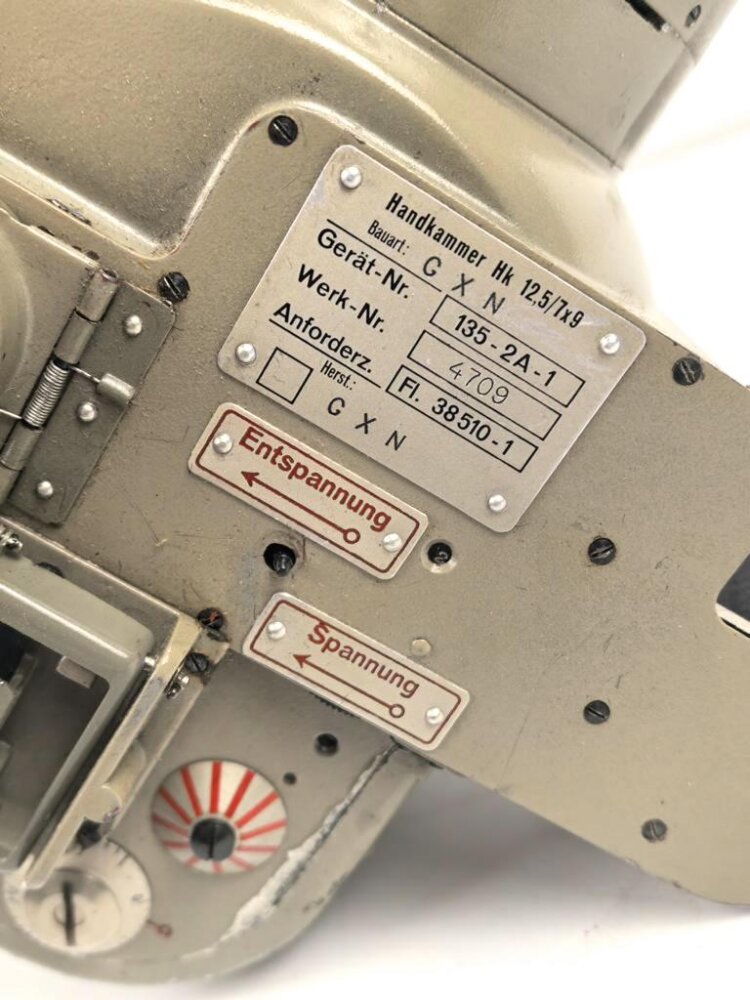 Handkammer Hk 12,5/7x9
Bauart: G X N
Gerät-Nr. 135-2A-1
Werk-Nr. 4709
Anforderz. Fl. 38510-1
Herst.: G X N
Entspannung
Spannung